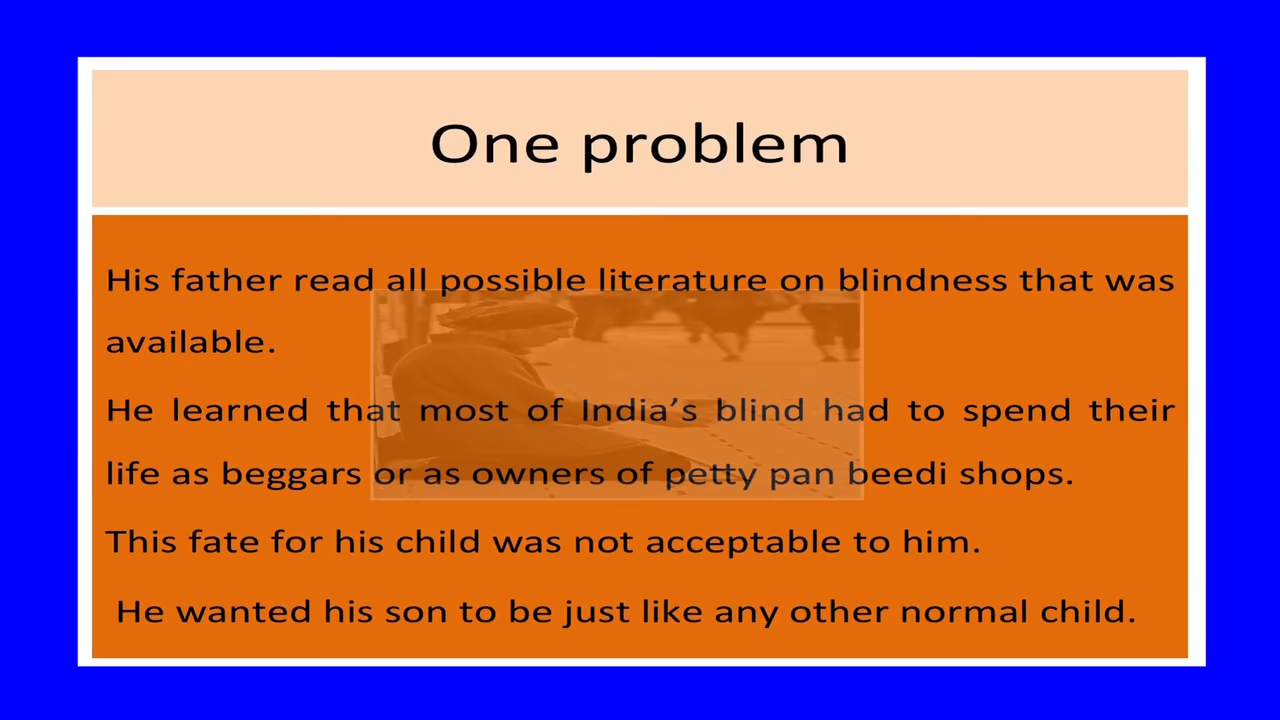 One problem
His father read all possible literature on blindness that was
available.
He learned that most of India’s blind had to spend their
life as beggars or as owners of petty pan beedi shops.
This fate for his child was not acceptable to him.
He wanted his son to be just like any other normal child.